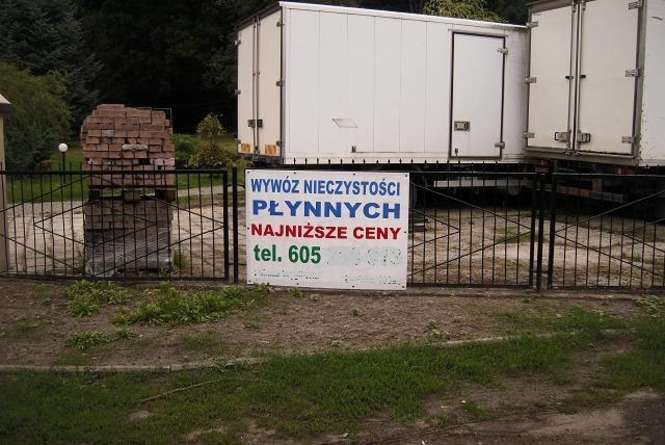 WYWÓZ NIECZYSTOŚCI
PŁYNNYCH
NAJNIŻSZE CENY
tel. 605